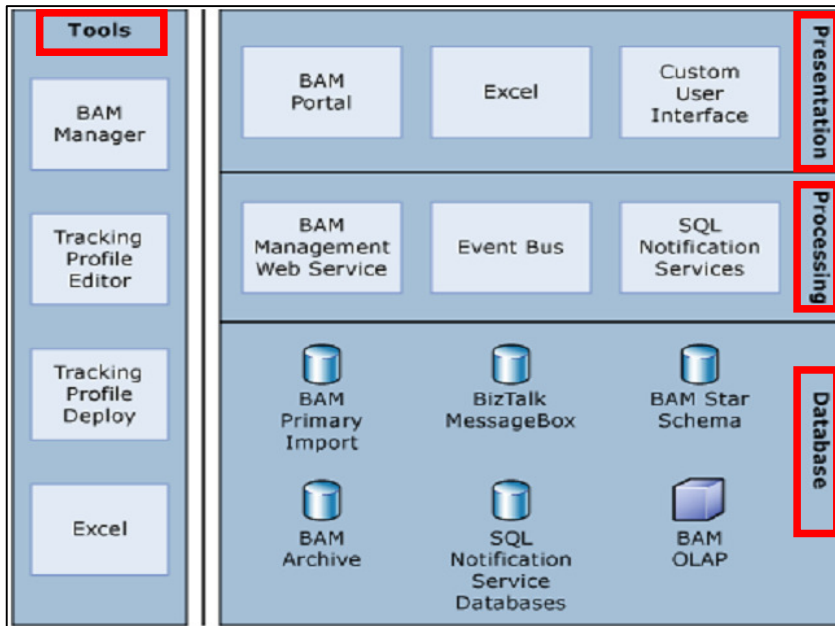 Tools
BAM
Manager
Tracking
Profile
Editor
Tracking
Profile
Deploy
Excel
Presentation
BAM
Portal
Excel
Custom
User
Interface
Processing
BAM
Management
Web Service
Event Bus
SQL
Notification
Services
Database
BAM
Primary
Import
BizTalk
MessageBox
BAM Star
Schema
BAM
Archive
SQL
Notification
Service
Databases
BAM
OLAP